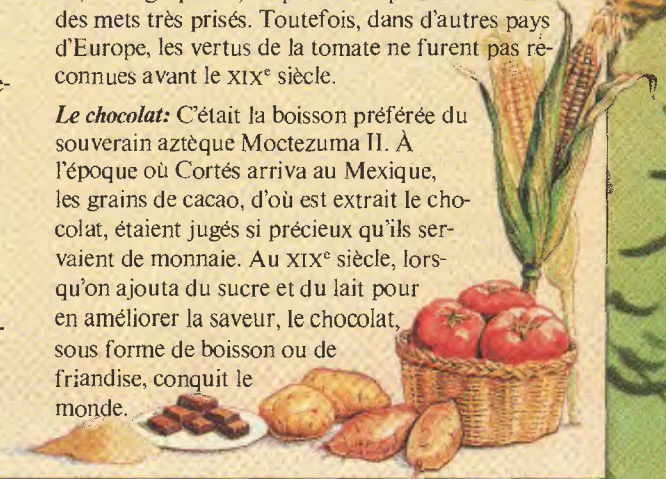 des mets très prisés. Toutefois, dans d'autres pays
d'Europe, les vertus de la tomate ne furent pas re-
connues avant le XIXᵉ siècle.
Le chocolat: C'était la boisson préférée du
souverain aztèque Moctezuma II. À
l'époque où Cortés arriva au Mexique,
les grains de cacao, d'où est extrait le cho-
colat, étaient jugés si précieux qu'ils ser-
vaient de monnaie. Au XIXᵉ siècle, lors-
qu'on ajouta du sucre et du lait pour
en améliorer la saveur, le chocolat,
sous forme de boisson ou de
friandise, conquit le
monde.